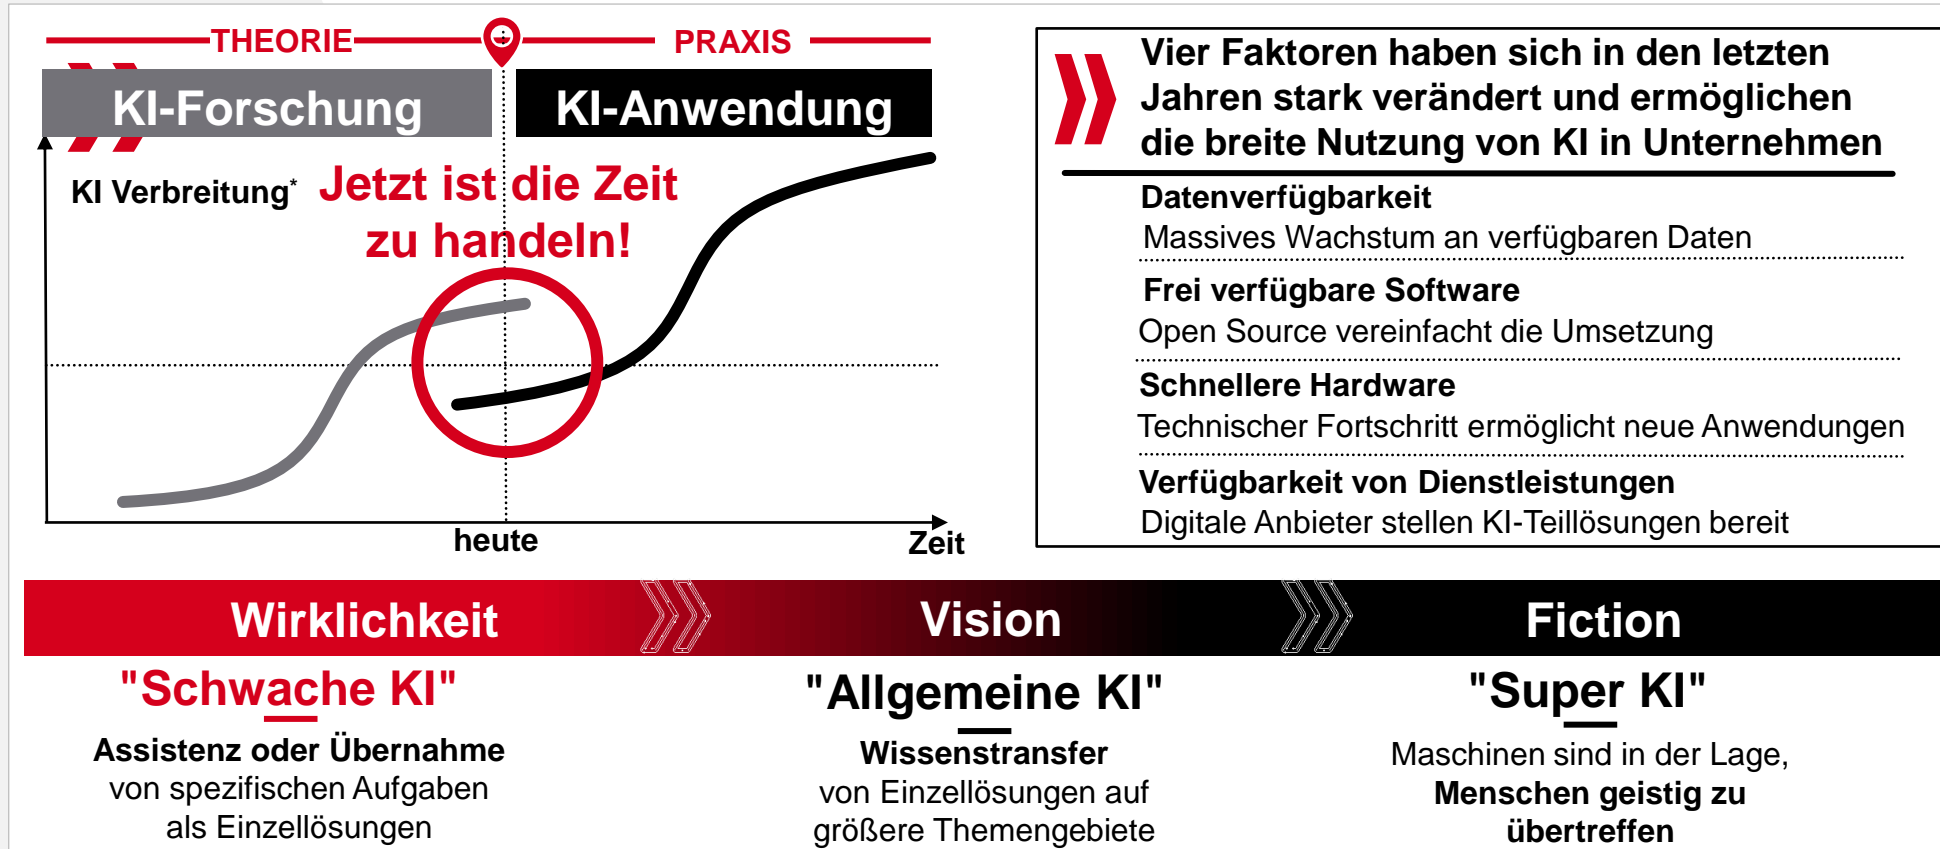 THEORIE
PRAXIS
KI-Forschung
KI-Anwendung
KI Verbreitung*
Jetzt ist die Zeit
zu handeln!
heute
Zeit
Vier Faktoren haben sich in den letzten
Jahren stark verändert und ermöglichen
die breite Nutzung von KI in Unternehmen
Datenverfügbarkeit
Massives Wachstum an verfügbaren Daten
Frei verfügbare Software
Open Source vereinfacht die Umsetzung
Schnellere Hardware
Technischer Fortschritt ermöglicht neue Anwendungen
Verfügbarkeit von Dienstleistungen
Digitale Anbieter stellen KI-Teillösungen bereit
Wirklichkeit
Vision
Fiction
"Schwache KI"
Assistenz oder Übernahme
von spezifischen Aufgaben
als Einzellösungen
"Allgemeine KI"
Wissenstransfer
von Einzellösungen auf
größere Themengebiete
"Super KI"
Maschinen sind in der Lage,
Menschen geistig zu
übertreffen